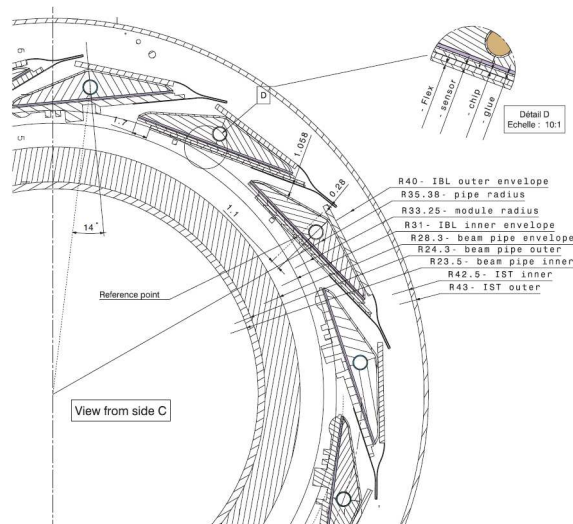 D
- Flex
- sensor
- chip
- glue
Détail D
Echelle : 10:1
6
5
1.7
1.058
0.28
1.1
14°
R40- IBL outer envelope
R35.38- pipe radius
R33.25- module radius
R31- IBL inner envelope
R28.3- beam pipe envelope
R24.3- beam pipe outer
R23.5- beam pipe inner
R42.5- IST inner
R43- IST outer
Reference point
View from side C